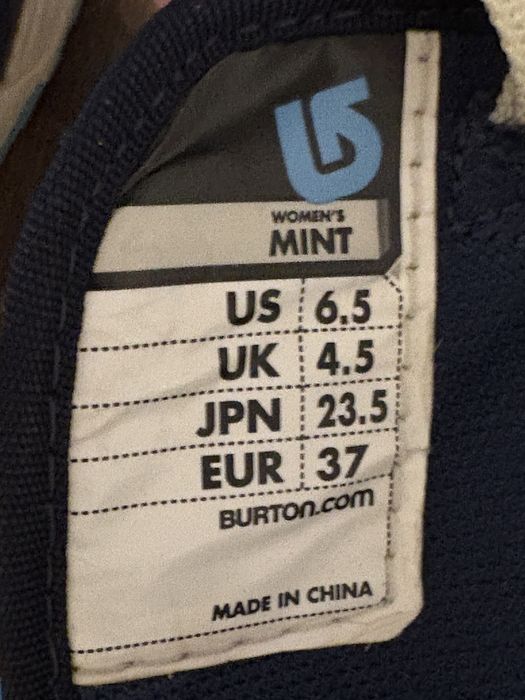 WOMEN'S
MINT
US 6.5
UK 4.5
JPN 23.5
EUR 37
BURTON.COM
MADE IN CHINA